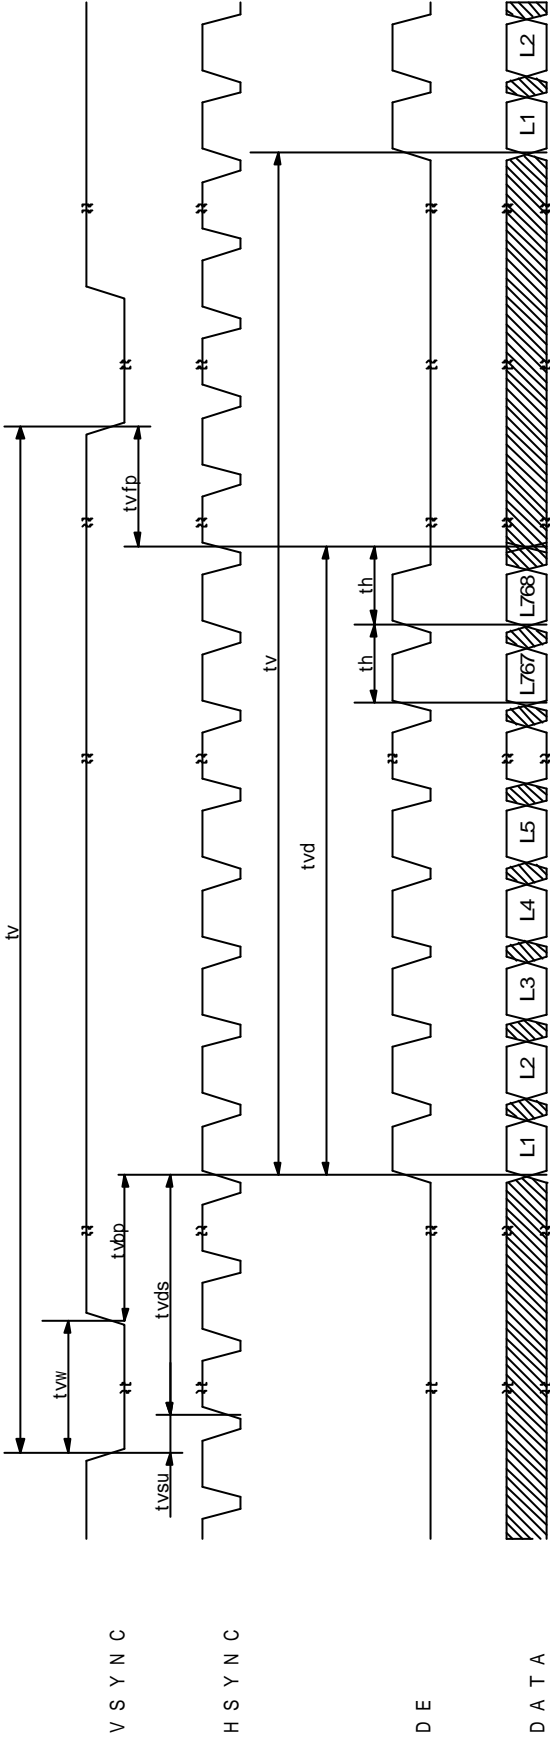 tv
tvw
VSYNC tvbp tvfp
tvsu tvds
HSYNC
tv
tvd
th th
DE
DATA L1 L2 L3 L4 L5 L767 L768 L1 L2